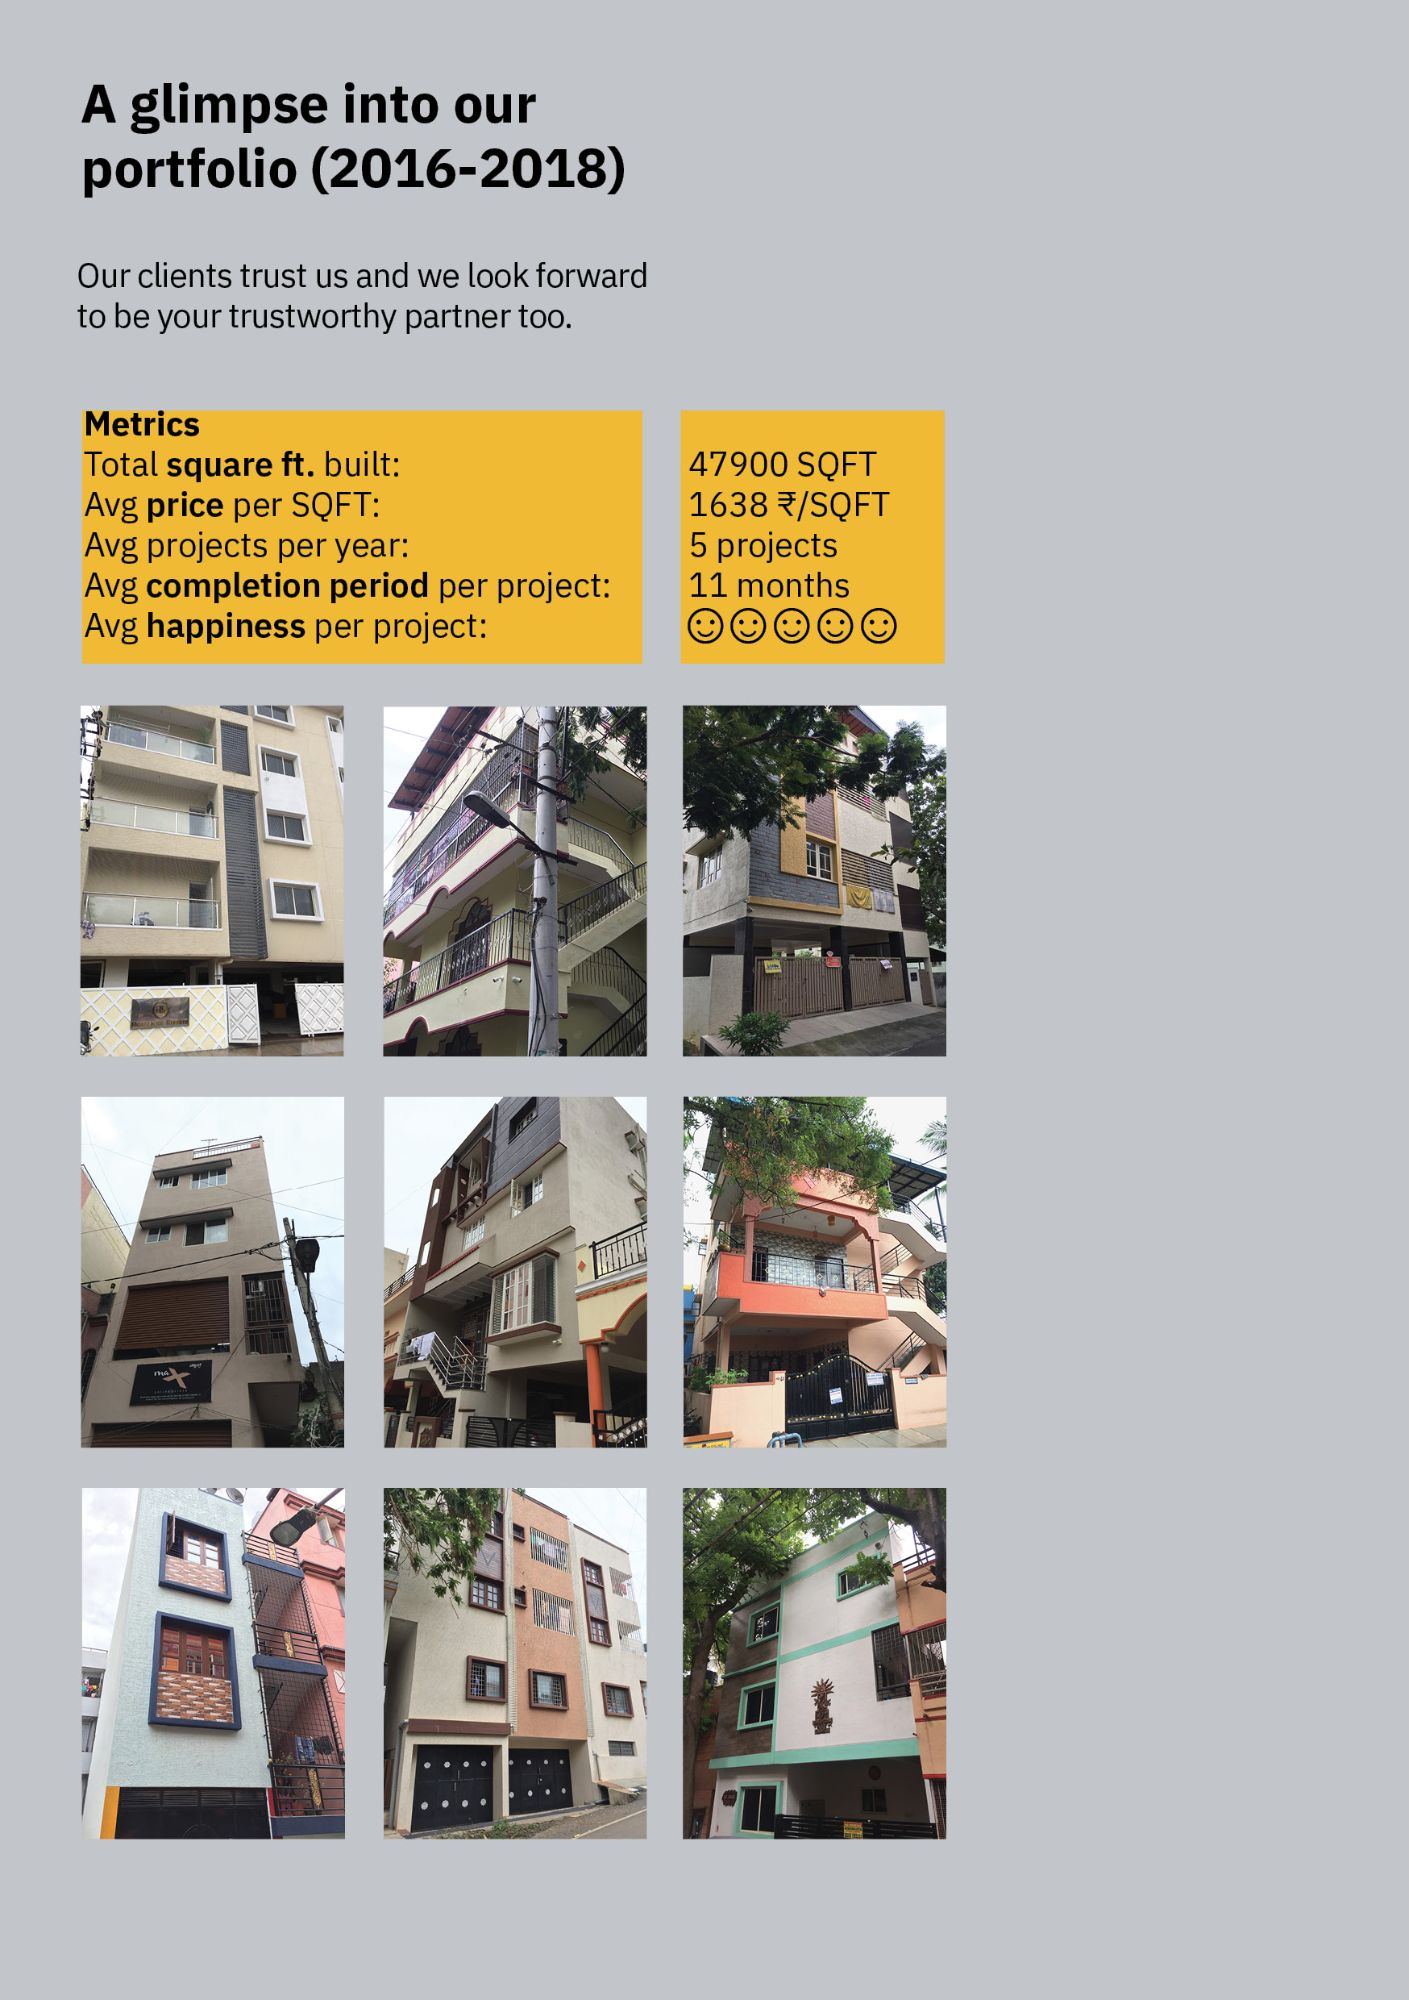 A glimpse into our
portfolio (2016-2018)
Our clients trust us and we look forward
to be your trustworthy partner too.
Metrics
Total square ft. built: 47900 SQFT
Avg price per SQFT: 1638 ₹/SQFT
Avg projects per year: 5 projects
Avg completion period per project: 11 months
Avg happiness per project: ☺☺☺☺☺
max